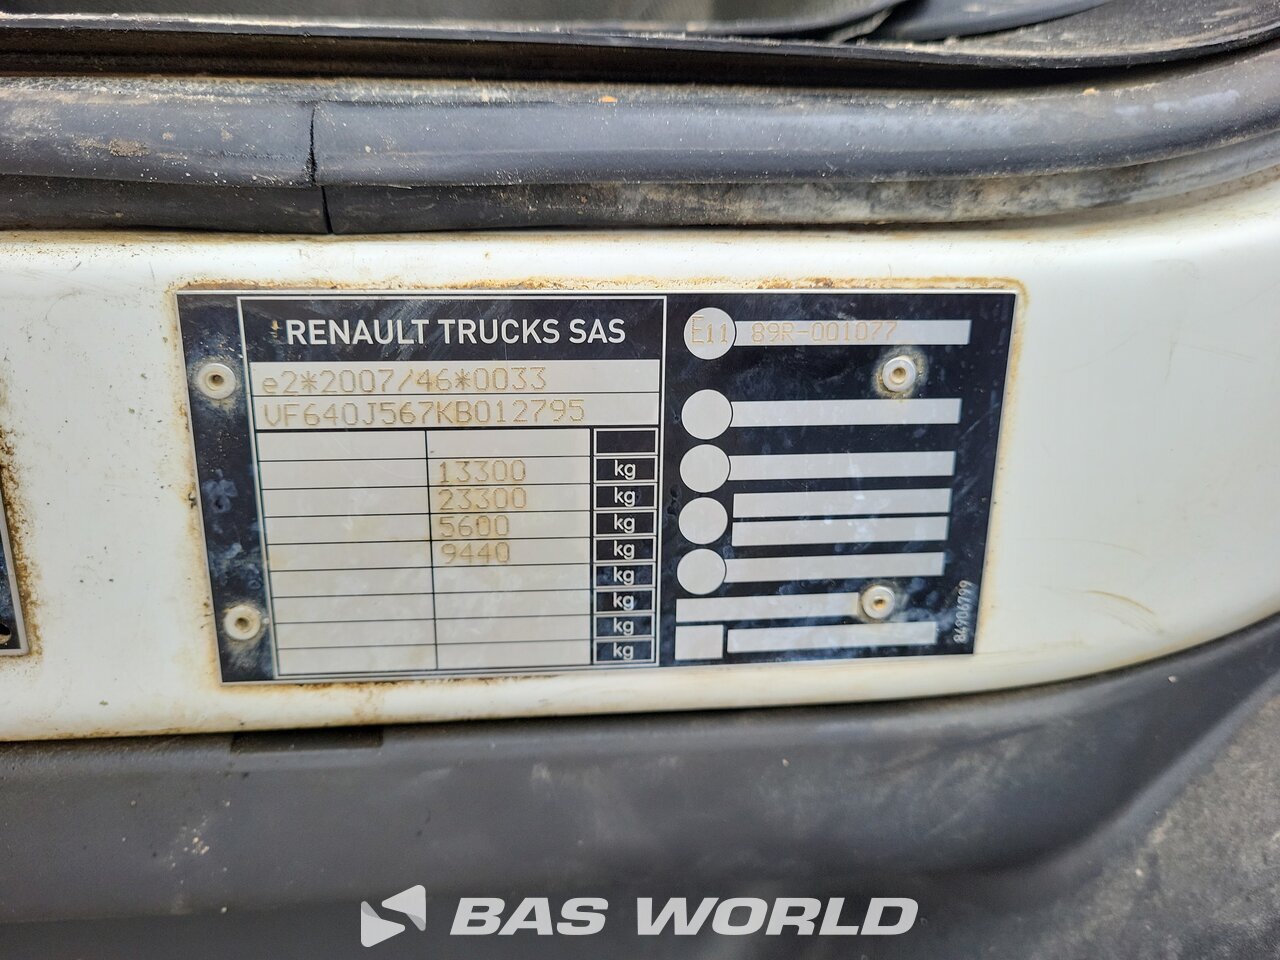 RENAULT TRUCKS SAS
e2*2007/46*0033
VF640J567KB012795
13300 kg
23300 kg
5600 kg
9440 kg
kg
kg
kg
kg
E11 89R-001077
84906799
BAS WORLD